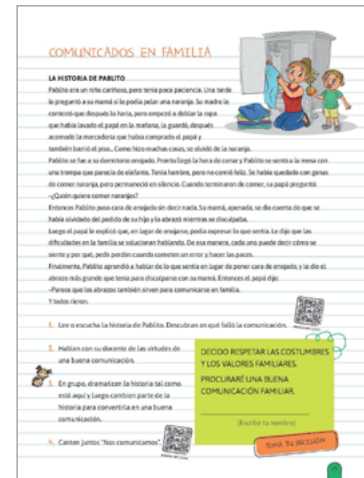 COMUNICADOS EN FAMILIA
LA HISTORIA DE PABLITO
Pablito era un niño cariñoso, pero tenía poca paciencia. Una tarde
le preguntó a su mamá si le podía pelar una naranja. Su madre le
contestó que después lo haría, pero empezó a doblar la ropa
que había lavado el papá en la mañana, la guardó, después
acomodó la mercadería que había comprado el papá y
también barrió el piso... Como hizo muchas cosas, se olvidó de la naranja.
Pablito se fue a su dormitorio enojado. Pronto llegó la hora de cenar y Pablito se sentó a la mesa con
una trompa que parecía de elefante. Tenía hambre, pero no comió feliz. Se había quedado con ganas
de comer naranja, pero permaneció en silencio. Cuando terminaron de comer, su papá preguntó:
–¿Quién quiere comer naranjas?
Entonces Pablito puso cara de enojado sin decir nada. Su mamá, apenada, se dio cuenta de que se
había olvidado del pedido de su hijo y lo abrazó mientras se disculpaba.
Luego el papá le explicó que, en lugar de enojarse, podía expresar lo que sentía. Le dijo que las
dificultades en la familia se solucionan hablando. De esa manera, cada uno puede decir cómo se
siente y por qué, pedir perdón cuando cometen un error y hacer las paces.
Finalmente, Pablito aprendió a hablar de lo que sentía en lugar de poner cara de enojado, y le dio el
abrazo más grande que tenía para disculparse con su mamá. Entonces el papá dijo:
–Parece que los abrazos también sirven para comunicarse en familia.
Y todos rieron.
1. Lee o escucha la historia de Pablito. Descubran en qué falló la comunicación.
2. Hablen con su docente de las virtudes de
una buena comunicación.
3. En grupo, dramaticen la historia tal como
está aquí y luego cambien parte de la
historia para convertirla en una buena
comunicación.
4. Canten juntos "Nos comunicamos".
DECIDO RESPETAR LAS COSTUMBRES
Y LOS VALORES FAMILIARES.
PROCURARÉ UNA BUENA
COMUNICACIÓN FAMILIAR.
(Escribe tu nombre)
TOMA TU DECISIÓN